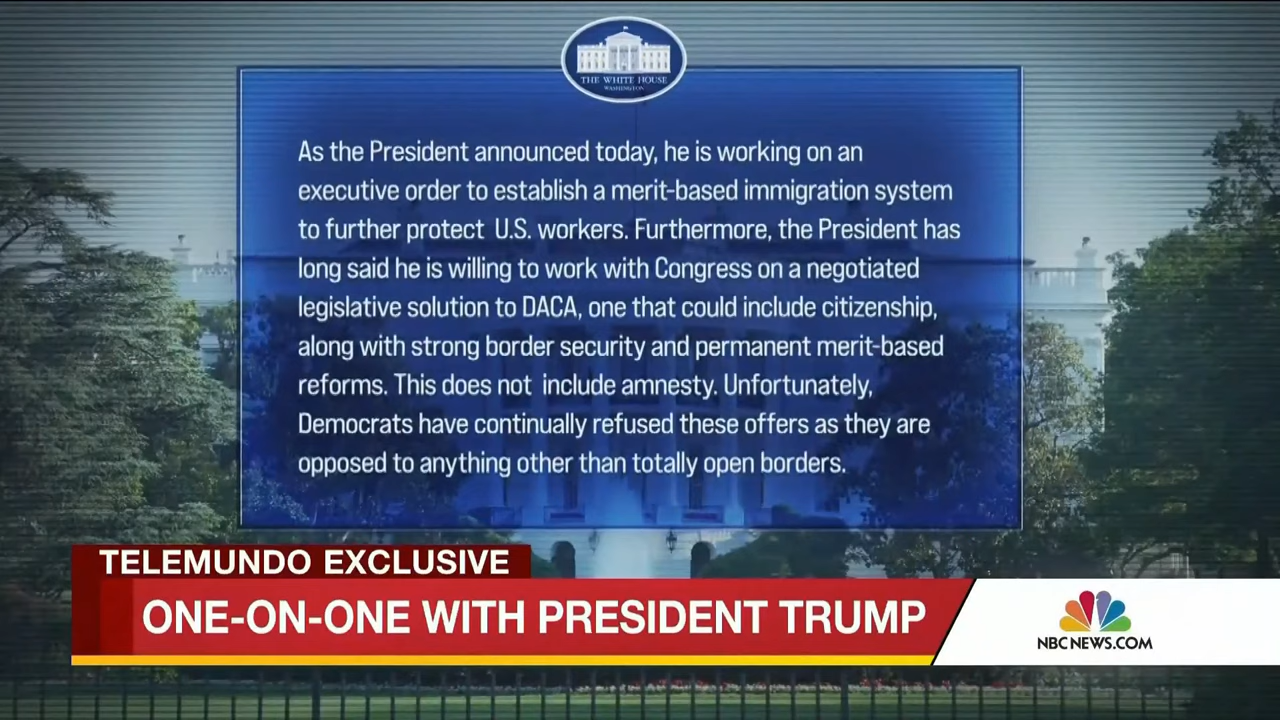 THE WHITE HOUSE
WASHINGTON
As the President announced today, he is working on an
executive order to establish a merit-based immigration system
to further protect U.S. workers. Furthermore, the President has
long said he is willing to work with Congress on a negotiated
legislative solution to DACA, one that could include citizenship,
along with strong border security and permanent merit-based
reforms. This does not include amnesty. Unfortunately,
Democrats have continually refused these offers as they are
opposed to anything other than totally open borders.
TELEMUNDO EXCLUSIVE
ONE-ON-ONE WITH PRESIDENT TRUMP
NBCNEWS.COM